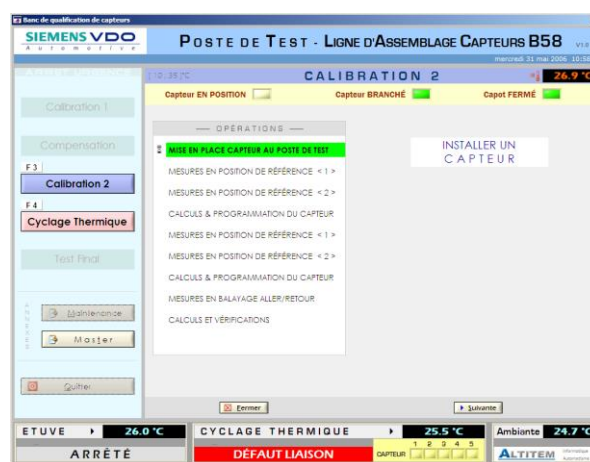 Banc de qualification de capteurs
SIEMENS VDO
Automotive
POSTE DE TEST - LIGNE D'ASSEMBLAGE CAPTEURS B58
mercredi 31 mai 2006 10:58
CALIBRATION 2
26.9 °C
Calibration 1
Capteur EN POSITION
Capteur BRANCHÉ
Capot FERMÉ
OPÉRATIONS
Compensation
MISE EN PLACE CAPTEUR AU POSTE DE TEST
INSTALLER UN
CAPTEUR
F3
Calibration 2
MESURES EN POSITION DE RÉFÉRENCE < 1 >
MESURES EN POSITION DE RÉFÉRENCE < 2 >
F4
Cyclage Thermique
CALCULS & PROGRAMMATION DU CAPTEUR
MESURES EN POSITION DE RÉFÉRENCE < 1 >
MESURES EN POSITION DE RÉFÉRENCE < 2 >
Test Final
CALCULS & PROGRAMMATION DU CAPTEUR
MESURES EN BALAYAGE ALLER/RETOUR
CALCULS ET VÉRIFICATIONS
Maintenance
Master
Quitter
Fermer
Suivante
ETUVE
26.0 °C
CYCLAGE THERMIQUE
25.5 °C
Ambiante
24.7 °C
ARRÊTÉ
DÉFAUT LIAISON
CAPTEUR
1 2 3 4 5
ALTITEM